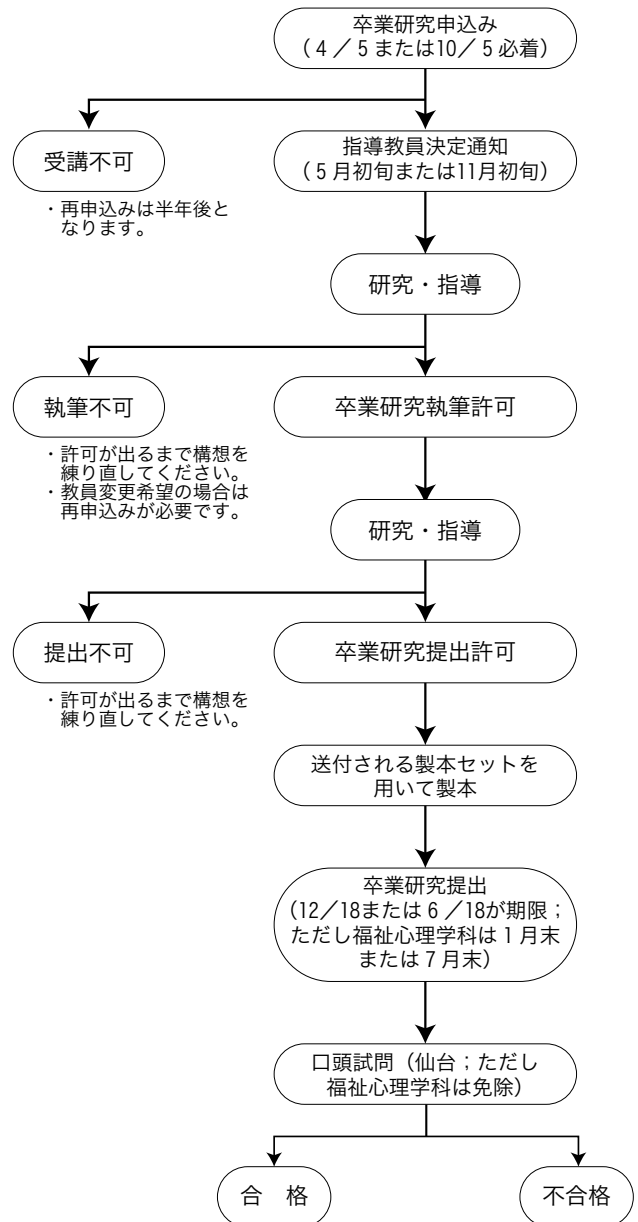 卒業研究申込み
（４／５または10／５必着）
受講不可
指導教員決定通知
（５月初旬または11月初旬）
・再申込みは半年後と
なります。
研究・指導
執筆不可
卒業研究執筆許可
・許可が出るまで構想を
練り直してください。
・教員変更希望の場合は
再申込みが必要です。
研究・指導
提出不可
卒業研究提出許可
・許可が出るまで構想を
練り直してください。
送付される製本セットを
用いて製本
卒業研究提出
（12／18または６／18が期限；
ただし福祉心理学科は１月末
または７月末）
口頭試問（仙台；ただし
福祉心理学科は免除）
合　格
不合格